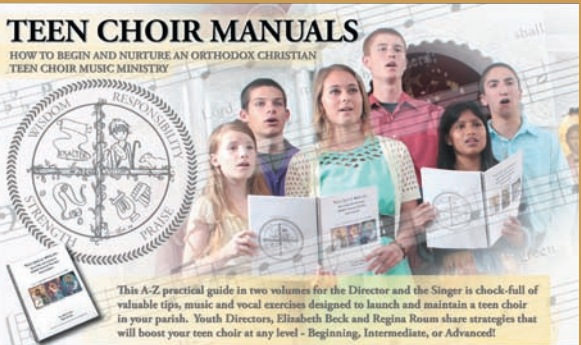 TEEN CHOIR MANUALS
HOW TO BEGIN AND NURTURE AN ORTHODOX CHRISTIAN
TEEN CHOIR MUSIC MINISTRY
WISDOM
RESPONSIBILITY
STRENGTH
PRAISE
shall
Lord
green
This A-Z practical guide in two volumes for the Director and the Singer is chock-full of
valuable tips, music and vocal exercises designed to launch and maintain a teen choir
in your parish. Youth Directors, Elizabeth Beck and Regina Roum share strategies that
will boost your teen choir at any level - Beginning, Intermediate, or Advanced!